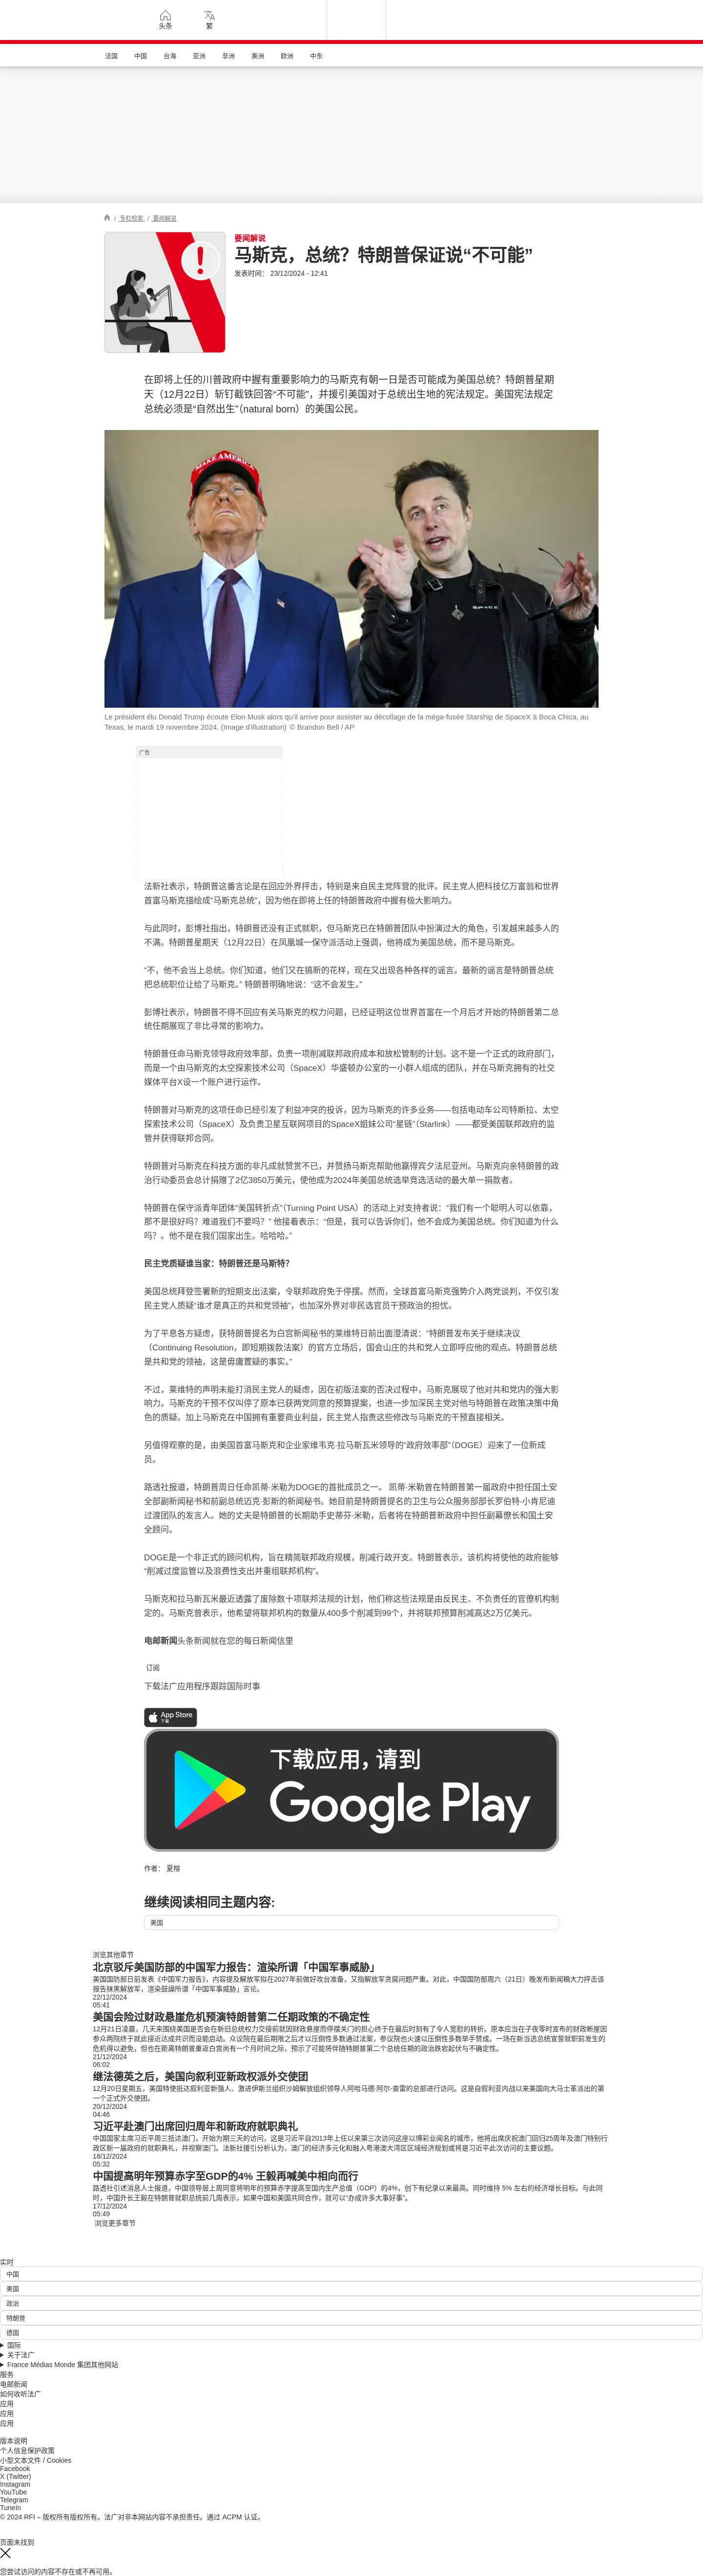 头条
繁
法国 中国 台海 亚洲 非洲 美洲 欧洲 中东
/ 专栏检索 / 要闻解说
要闻解说
马斯克，总统？特朗普保证说“不可能”
发表时间： 23/12/2024 - 12:41
在即将上任的川普政府中握有重要影响力的马斯克有朝一日是否可能成为美国总统？特朗普星期
天（12月22日）斩钉截铁回答“不可能”，并援引美国对于总统出生地的宪法规定。美国宪法规定
总统必须是“自然出生”（natural born）的美国公民。
MAKE AMERICA
SPACE
Le président élu Donald Trump écoute Elon Musk alors qu'il arrive pour assister au décollage de la méga-fusée Starship de SpaceX à Boca Chica, au
Texas, le mardi 19 novembre 2024. (Image d'illustration) © Brandon Bell / AP
广告
法新社表示，特朗普这番言论是在回应外界抨击，特别是来自民主党阵营的批评。民主党人把科技亿万富翁和世界
首富马斯克描绘成“马斯克总统”，因为他在即将上任的特朗普政府中握有极大影响力。
与此同时，彭博社指出，特朗普还没有正式就职，但马斯克已在特朗普团队中扮演过大的角色，引发越来越多人的
不满。特朗普星期天（12月22日）在凤凰城一保守派活动上强调，他将成为美国总统，而不是马斯克。
“不，他不会当上总统。你们知道，他们又在搞新的花样，现在又出现各种各样的谣言。最新的谣言是特朗普总统
把总统职位让给了马斯克。” 特朗普明确地说：“这不会发生。”
彭博社表示，特朗普不得不回应有关马斯克的权力问题，已经证明这位世界首富在一个月后才开始的特朗普第二总
统任期展现了非比寻常的影响力。
特朗普任命马斯克领导政府效率部，负责一项削减联邦政府成本和放松管制的计划。这不是一个正式的政府部门，
而是一个由马斯克的太空探索技术公司（SpaceX）华盛顿办公室的一小群人组成的团队，并在马斯克拥有的社交
媒体平台X设一个账户进行运作。
特朗普对马斯克的这项任命已经引发了利益冲突的投诉，因为马斯克的许多业务——包括电动车公司特斯拉、太空
探索技术公司（SpaceX）及负责卫星互联网项目的SpaceX姐妹公司“星链”（Starlink）——都受美国联邦政府的监
管并获得联邦合同。
特朗普对马斯克在科技方面的非凡成就赞赏不已，并赞扬马斯克帮助他赢得宾夕法尼亚州。马斯克向亲特朗普的政
治行动委员会总计捐赠了2亿3850万美元，使他成为2024年美国总统选举竞选活动的最大单一捐款者。
特朗普在保守派青年团体“美国转折点”（Turning Point USA）的活动上对支持者说：“我们有一个聪明人可以依靠，
那不是很好吗？难道我们不要吗？” 他接着表示：“但是，我可以告诉你们，他不会成为美国总统。你们知道为什么
吗？。他不是在我们国家出生。哈哈哈。”
民主党质疑谁当家：特朗普还是马斯特？
美国总统拜登签署新的短期支出法案，令联邦政府免于停摆。然而，全球首富马斯克强势介入两党谈判，不仅引发
民主党人质疑“谁才是真正的共和党领袖”，也加深外界对非民选官员干预政治的担忧。
为了平息各方疑虑，获特朗普提名为白宫新闻秘书的莱维特日前出面澄清说：“特朗普发布关于继续决议
（Continuing Resolution，即短期拨款法案）的官方立场后，国会山庄的共和党人立即呼应他的观点。特朗普总统
是共和党的领袖，这是毋庸置疑的事实。”
不过，莱维特的声明未能打消民主党人的疑虑，因在初版法案的否决过程中，马斯克展现了他对共和党内的强大影
响力。马斯克的干预不仅叫停了原本已获两党同意的预算提案，也进一步加深民主党对他与特朗普在政策决策中角
色的质疑。加上马斯克在中国拥有重要商业利益，民主党人指责这些修改与马斯克的干预直接相关。
另值得观察的是，由美国首富马斯克和企业家维韦克·拉马斯瓦米领导的“政府效率部”（DOGE）迎来了一位新成
员。
路透社报道，特朗普周日任命凯蒂·米勒为DOGE的首批成员之一。 凯蒂·米勒曾在特朗普第一届政府中担任国土安
全部副新闻秘书和前副总统迈克·彭斯的新闻秘书。她目前是特朗普提名的卫生与公众服务部部长罗伯特·小肯尼迪
过渡团队的发言人。她的丈夫是特朗普的长期助手史蒂芬·米勒，后者将在特朗普新政府中担任副幕僚长和国土安
全顾问。
DOGE是一个非正式的顾问机构，旨在精简联邦政府规模，削减行政开支。特朗普表示，该机构将使他的政府能够
“削减过度监管以及浪费性支出并重组联邦机构”。
马斯克和拉马斯瓦米最近透露了废除数十项联邦法规的计划，他们称这些法规是由反民主、不负责任的官僚机构制
定的。马斯克曾表示，他希望将联邦机构的数量从400多个削减到99个，并将联邦预算削减高达2万亿美元。
电邮新闻头条新闻就在您的每日新闻信里
订阅
下载法广应用程序跟踪国际时事
App Store
下载
下载应用，请到
Google Play
作者： 夏榕
继续阅读相同主题内容:
美国
浏览其他章节
北京驳斥美国防部的中国军力报告：渲染所谓「中国军事威胁」
美国国防部日前发表《中国军力报告》，内容提及解放军拟在2027年前做好攻台准备，又指解放军贪腐问题严重。对此，中国国防部周六（21日）晚发布新闻稿大力抨击该
报告抹黑解放军，渲染鼓譟所谓「中国军事威胁」言论。
22/12/2024
05:41
美国会险过财政悬崖危机预演特朗普第二任期政策的不确定性
12月21日凌晨，几天来围绕美国是否会在新旧总统权力交接前就因财政悬崖而停摆关门的担心终于在最后时刻有了令人宽慰的转折。原本应当在子夜零时宣布的财政断崖因
参众两院终于就此接近达成共识而没能启动。众议院在最后期限之后才以压倒性多数通过法案，参议院也火速以压倒性多数举手赞成。一场在新当选总统宣誓就职前发生的
危机得以避免，但也在距离特朗普重返白宫尚有一个月时间之际，预示了可能将伴随特朗普第二个总统任期的政治跌宕起伏与不确定性。
21/12/2024
06:02
继法德英之后，美国向叙利亚新政权派外交使团
12月20日星期五，美国特使抵达叙利亚新强人、激进伊斯兰组织沙姆解放组织领导人阿哈马德·阿尔-查雷的总部进行访问。这是自叙利亚内战以来美国向大马士革派出的第
一个正式外交使团。
20/12/2024
04:46
习近平赴澳门出席回归周年和新政府就职典礼
中国国家主席习近平周三抵达澳门，开始为期三天的访问，这是习近平自2013年上任以来第三次访问这座以博彩业闻名的城市，他将出席庆祝澳门回归25周年及澳门特别行
政区新一届政府的就职典礼，并视察澳门。法新社援引分析认为，澳门的经济多元化和融入粤港澳大湾区区域经济规划或将是习近平此次访问的主要议题。
18/12/2024
05:32
中国提高明年预算赤字至GDP的4% 王毅再喊美中相向而行
路透社引述消息人士报道，中国领导层上周同意将明年的预算赤字提高至国内生产总值（GDP）的4%，创下有纪录以来最高。同时维持 5% 左右的经济增长目标。与此同
时，中国外长王毅在特朗普就职总统前几周表示，如果中国和美国共同合作，就可以“办成许多大事好事”。
17/12/2024
05:49
浏览更多章节
实时
中国
美国
政治
特朗普
德国
国际
关于法广
France Médias Monde 集团其他网站
服务
电邮新闻
如何收听法广
应用
应用
应用
版本说明
个人信息保护政策
小型文本文件 / Cookies
Facebook
X (Twitter)
Instagram
YouTube
Telegram
TuneIn
© 2024 RFI – 版权所有版权所有。法广对非本网站内容不承担责任。通过 ACPM 认证。
页面未找到
您尝试访问的内容不存在或不再可用。